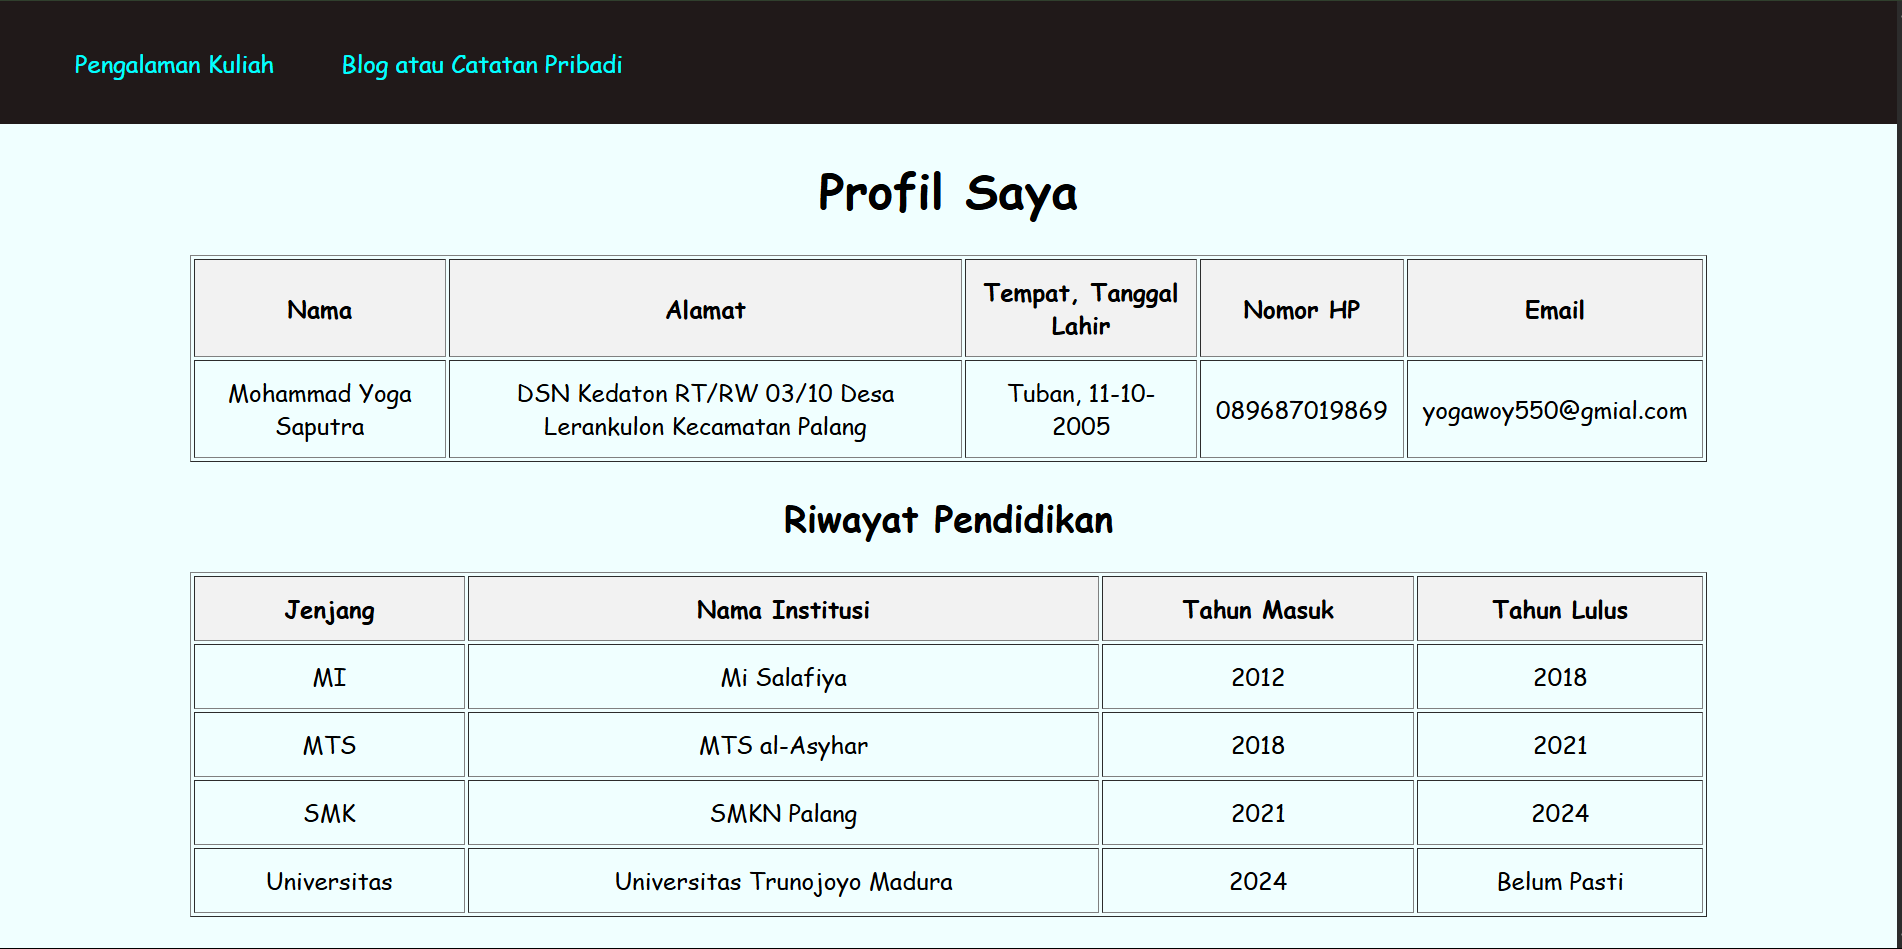 Pengalaman Kuliah Blog atau Catatan Pribadi
Profil Saya
Nama Alamat Tempat, Tanggal Lahir Nomor HP Email
Mohammad Yoga Saputra DSN Kedaton RT/RW 03/10 Desa Lerankulon Kecamatan Palang Tuban, 11-10-2005 089687019869 yogawoy550@gmial.com
Riwayat Pendidikan
Jenjang Nama Institusi Tahun Masuk Tahun Lulus
MI Mi Salafiya 2012 2018
MTS MTS al-Asyhar 2018 2021
SMK SMKN Palang 2021 2024
Universitas Universitas Trunojoyo Madura 2024 Belum Pasti